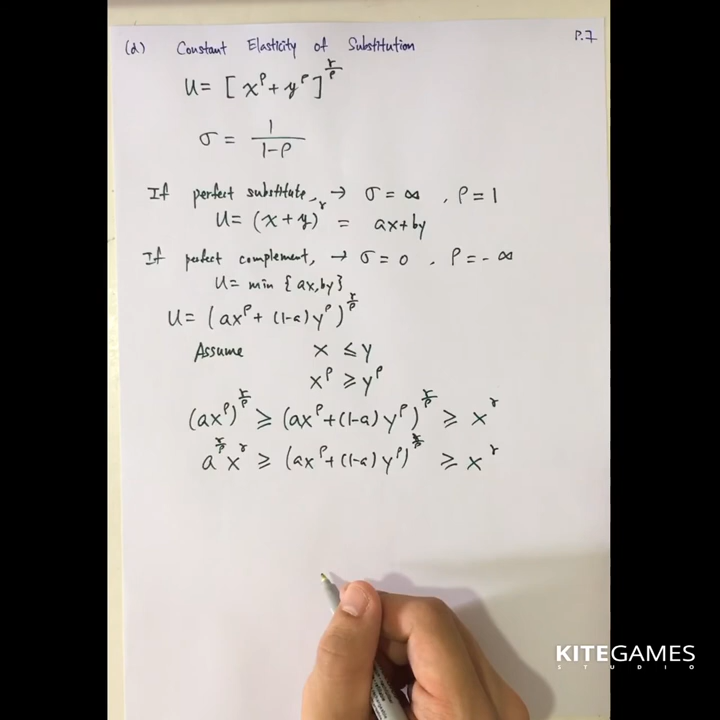 (d) Constant Elasticity of Substitution P.7
U = [x^ρ + y^ρ]^(r/ρ)
σ = 1/(1-ρ)
If perfect substitute, → σ = ∞ , ρ = 1
U = (x+y)^r = ax+by
If perfect complement, → σ = 0 , ρ = -∞
U = min {ax,by}
U = (ax^ρ + (1-a)y^ρ)^(r/ρ)
Assume x ≤ y
x^ρ ≥ y^ρ
(ax^ρ)^(r/ρ) ≥ (ax^ρ + (1-a)y^ρ)^(r/ρ) ≥ x^r
a^(r/ρ) x^r ≥ (ax^ρ + (1-a)y^ρ)^(r/ρ) ≥ x^r
KITEGAMES
STUDIO